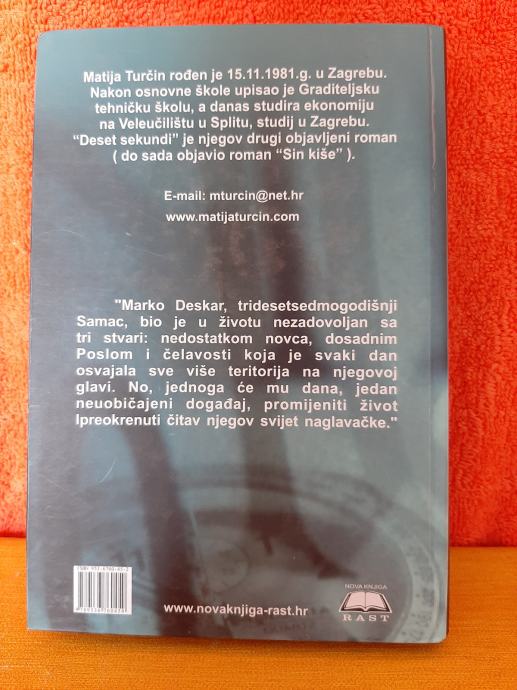 Matija Turčin rođen je 15.11.1981.g. u Zagrebu.
Nakon osnovne škole upisao je Graditeljsku
tehničku školu, a danas studira ekonomiju
na Veleučilištu u Splitu, studij u Zagrebu.
“Deset sekundi” je njegov drugi objavljeni roman
( do sada objavio roman “Sin kiše” ).
E-mail: mturcin@net.hr
www.matijaturcin.com
"Marko Deskar, tridesetsedmogodišnji
Samac, bio je u životu nezadovoljan sa
tri stvari: nedostatkom novca, dosadnim
Poslom i čelavosti koja je svaki dan
osvajala sve više teritorija na njegovoj
glavi. No, jednoga će mu dana, jedan
neuobičajeni događaj, promijeniti život
Ipreokrenuti čitav njegov svijet naglavačke."
NOVA KNJIGA
RAST
www.novaknjiga-rast.hr